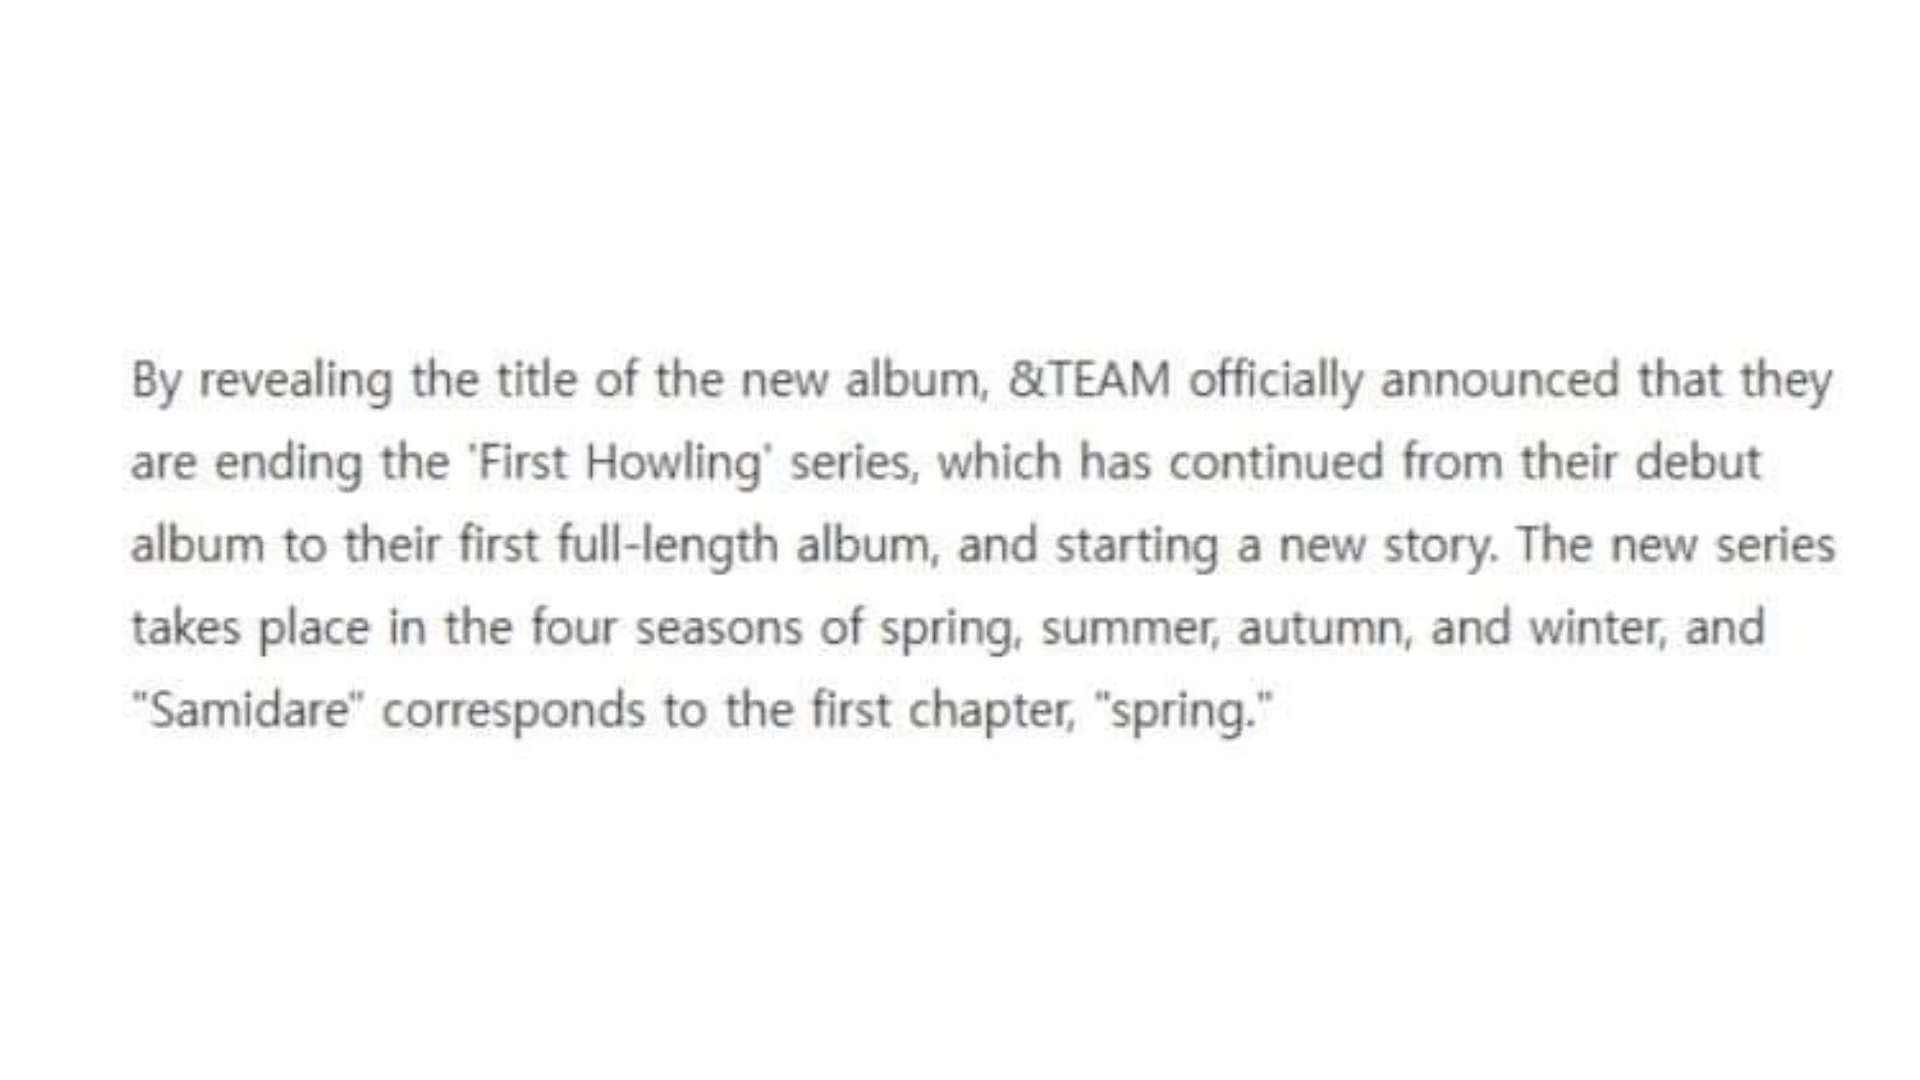 By revealing the title of the new album, &TEAM officially announced that they
are ending the 'First Howling' series, which has continued from their debut
album to their first full-length album, and starting a new story. The new series
takes place in the four seasons of spring, summer, autumn, and winter, and
"Samidare" corresponds to the first chapter, "spring."